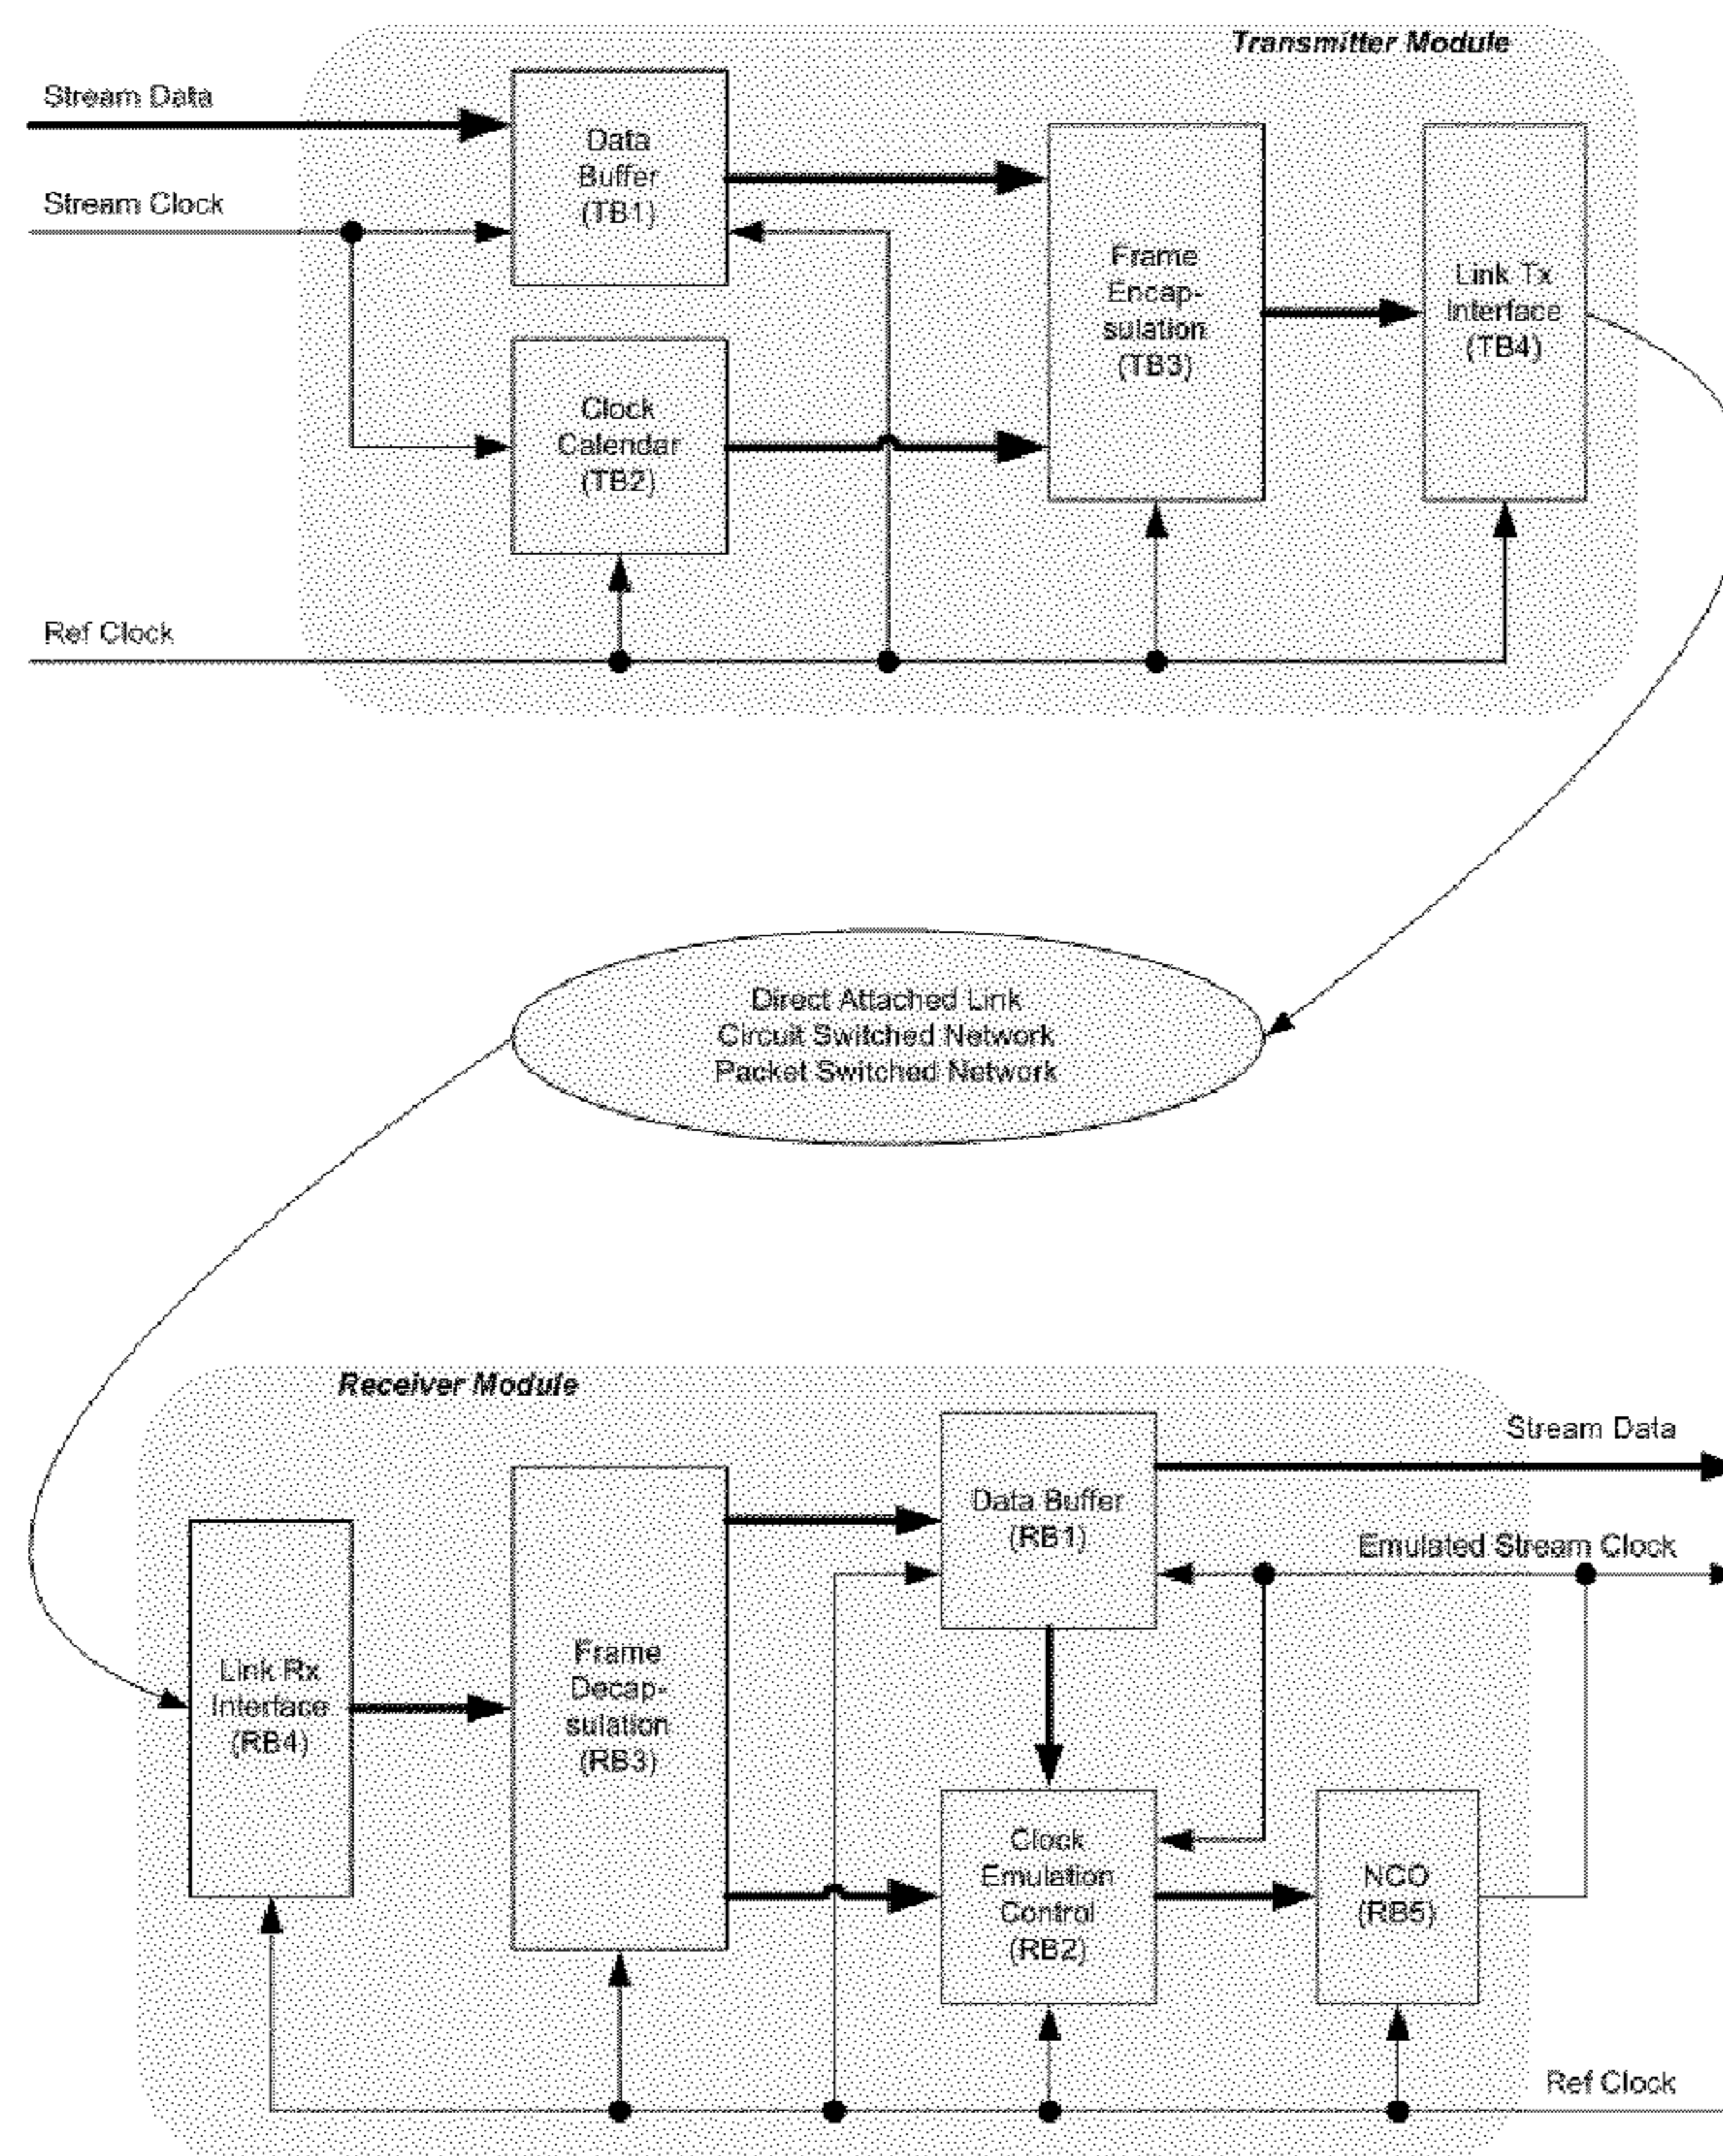 Transmitter Module
Stream Data
Data
Buffer
(TB1)
Stream Clock
Frame
Encap-
sulation
(TB3)
Link Tx
Interface
(TB4)
Clock
Calendar
(TB2)
Ref Clock
Direct Attached Link
Circuit Switched Network
Packet Switched Network
Receiver Module
Stream Data
Data Buffer
(RB1)
Emulated Stream Clock
Link Rx
Interface
(RB4)
Frame
Decap-
sulation
(RB3)
Clock
Emulation
Control
(RB2)
NCO
(RB5)
Ref Clock